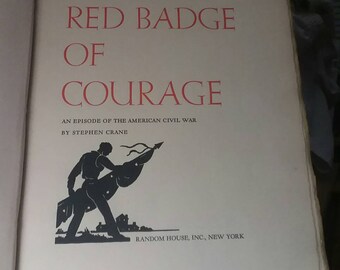 RED BADGE
OF
COURAGE
AN EPISODE OF THE AMERICAN CIVIL WAR
BY STEPHEN CRANE
RANDOM HOUSE, INC., NEW YORK